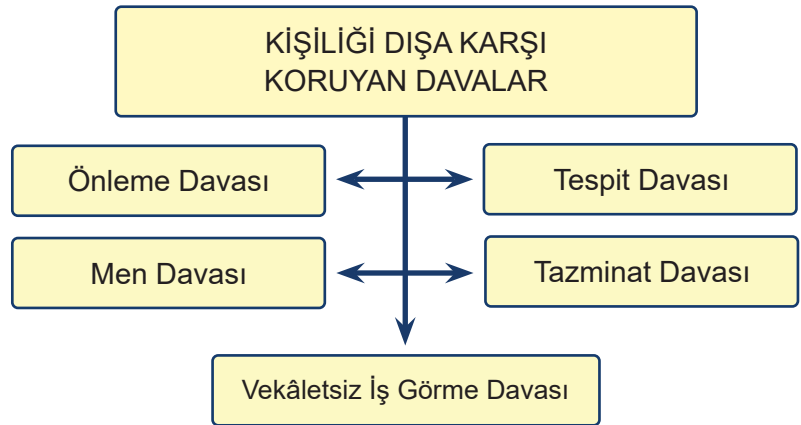 KİŞİLİĞİ DIŞA KARŞI
KORUYAN DAVALAR
Önleme Davası
Tespit Davası
Men Davası
Tazminat Davası
Vekâletsiz İş Görme Davası